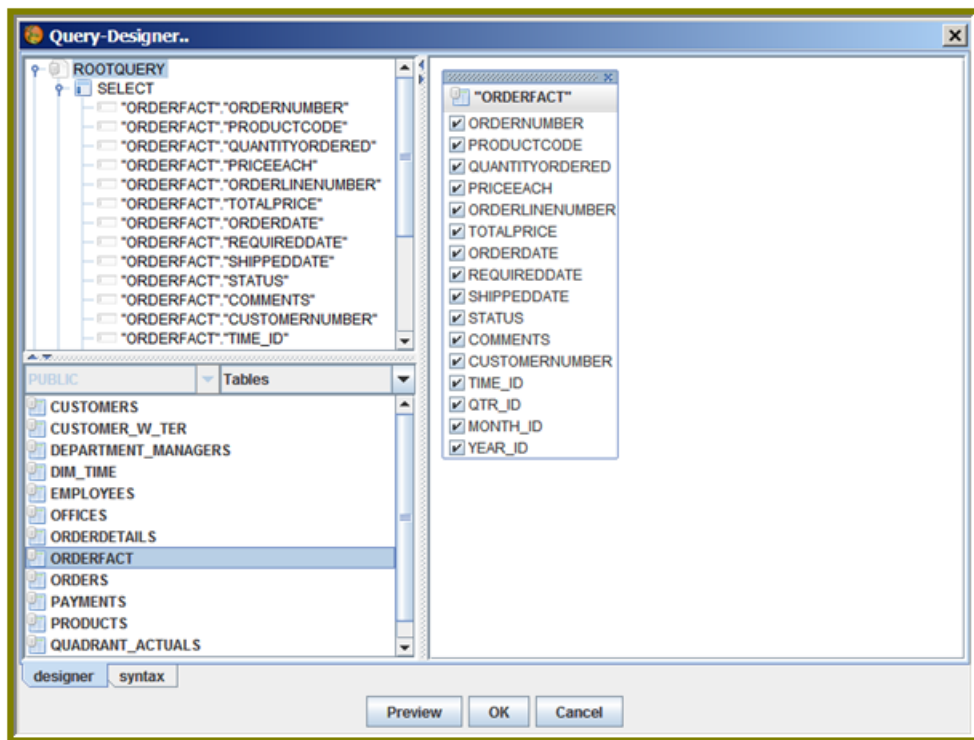 Query-Designer..
ROOTQUERY
SELECT
"ORDERFACT"."ORDERNUMBER"
"ORDERFACT"."PRODUCTCODE"
"ORDERFACT"."QUANTITYORDERED"
"ORDERFACT"."PRICEEACH"
"ORDERFACT"."ORDERLINENUMBER"
"ORDERFACT"."TOTALPRICE"
"ORDERFACT"."ORDERDATE"
"ORDERFACT"."REQUIREDDATE"
"ORDERFACT"."SHIPPEDDATE"
"ORDERFACT"."STATUS"
"ORDERFACT"."COMMENTS"
"ORDERFACT"."CUSTOMERNUMBER"
"ORDERFACT"."TIME_ID"
PUBLIC Tables
CUSTOMERS
CUSTOMER_W_TER
DEPARTMENT_MANAGERS
DIM_TIME
EMPLOYEES
OFFICES
ORDERDETAILS
ORDERFACT
ORDERS
PAYMENTS
PRODUCTS
QUADRANT_ACTUALS
"ORDERFACT"
ORDERNUMBER
PRODUCTCODE
QUANTITYORDERED
PRICEEACH
ORDERLINENUMBER
TOTALPRICE
ORDERDATE
REQUIREDDATE
SHIPPEDDATE
STATUS
COMMENTS
CUSTOMERNUMBER
TIME_ID
QTR_ID
MONTH_ID
YEAR_ID
designer syntax
Preview OK Cancel